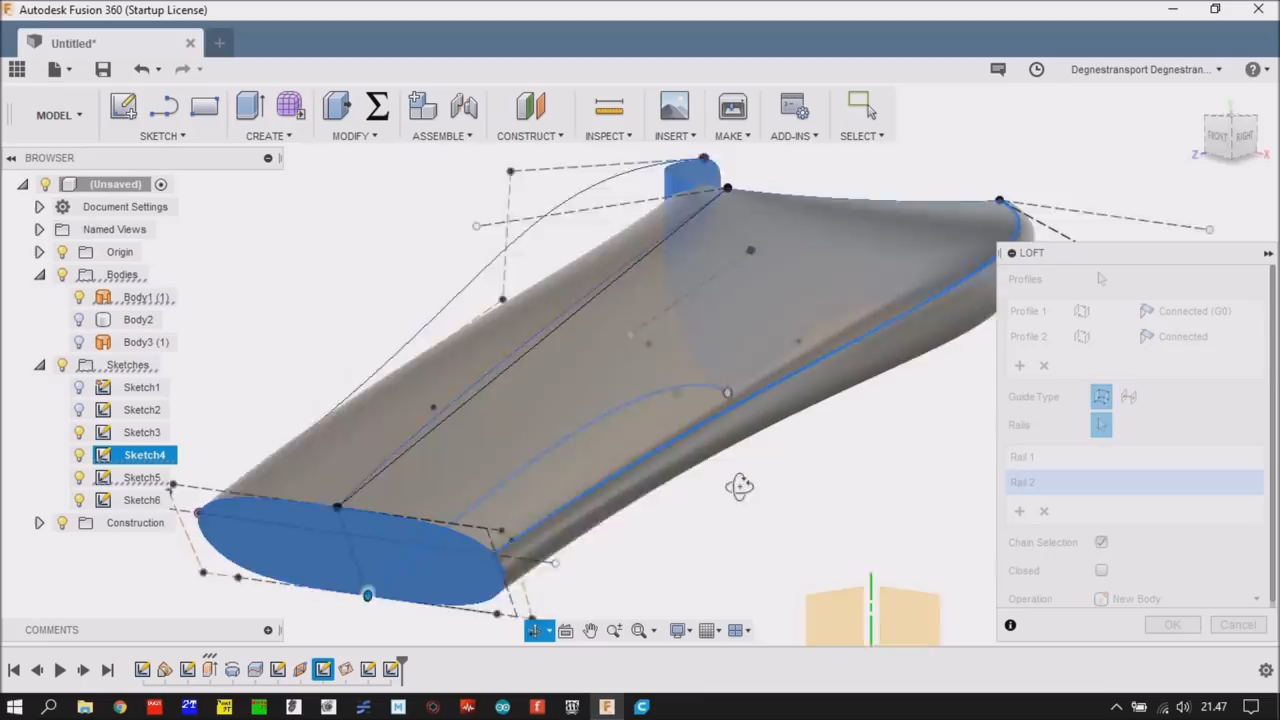 Autodesk Fusion 360 (Startup License)
Untitled*
Degnestransport Degnestran...
MODEL
SKETCH
CREATE
MODIFY
ASSEMBLE
CONSTRUCT
INSPECT
INSERT
MAKE
ADD-INS
SELECT
BROWSER
(Unsaved)
Document Settings
Named Views
Origin
Bodies
Body1 (1)
Body2
Body3 (1)
Sketches
Sketch1
Sketch2
Sketch3
Sketch4
Sketch5
Sketch6
Construction
FRONT
RIGHT
Z
X
LOFT
Profiles
Profile 1 Connected (G0)
Profile 2 Connected
Guide Type
Rails
Rail 1
Rail 2
Chain Selection
Closed
Operation New Body
OK Cancel
COMMENTS
21.47